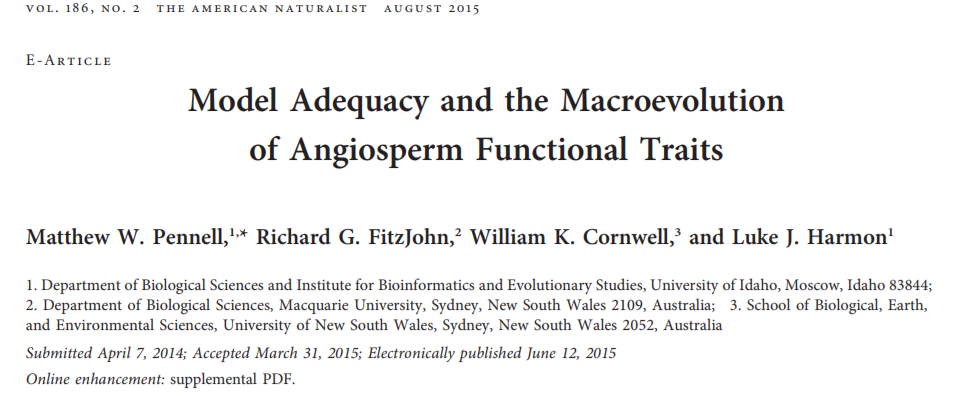 VOL. 186, NO. 2 THE AMERICAN NATURALIST AUGUST 2015
E-Article
Model Adequacy and the Macroevolution
of Angiosperm Functional Traits
Matthew W. Pennell,1,* Richard G. FitzJohn,2 William K. Cornwell,3 and Luke J. Harmon1
1. Department of Biological Sciences and Institute for Bioinformatics and Evolutionary Studies, University of Idaho, Moscow, Idaho 83844;
2. Department of Biological Sciences, Macquarie University, Sydney, New South Wales 2109, Australia; 3. School of Biological, Earth,
and Environmental Sciences, University of New South Wales, Sydney, New South Wales 2052, Australia
Submitted April 7, 2014; Accepted March 31, 2015; Electronically published June 12, 2015
Online enhancement: supplemental PDF.